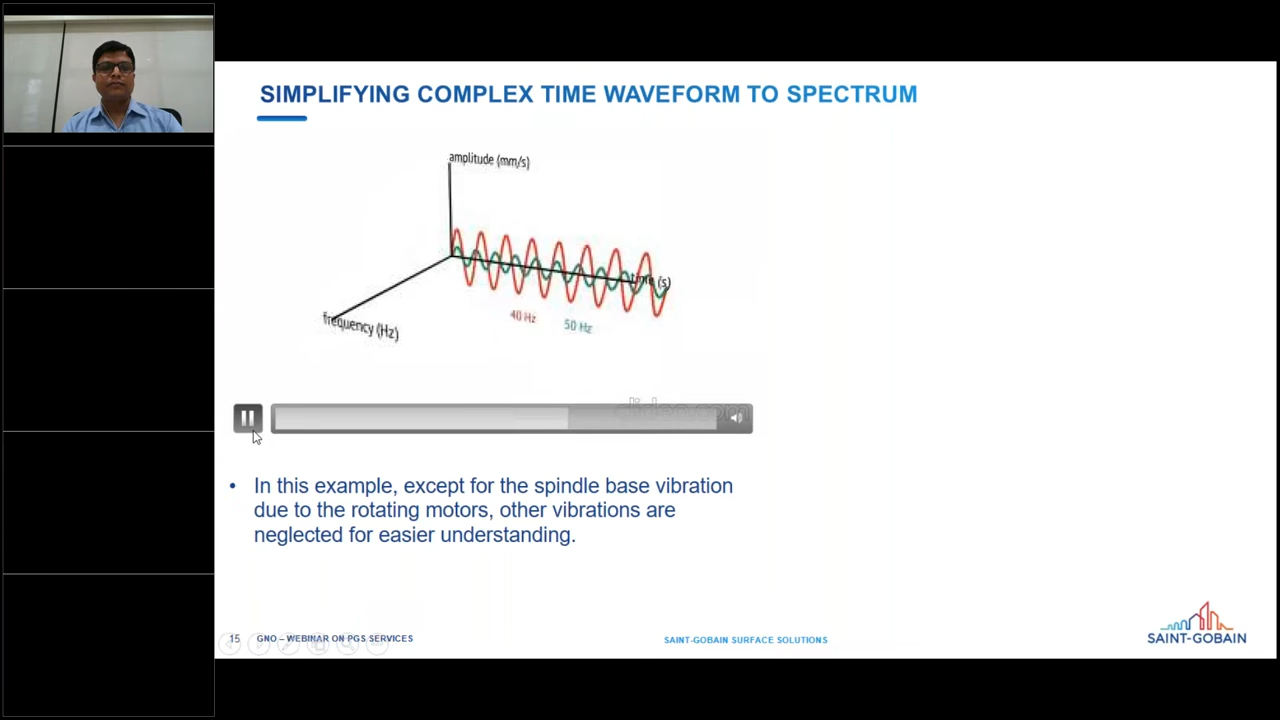 SIMPLIFYING COMPLEX TIME WAVEFORM TO SPECTRUM
amplitude (mm/s)
time (s)
40 Hz
50 Hz
frequency (Hz)
• In this example, except for the spindle base vibration
due to the rotating motors, other vibrations are
neglected for easier understanding.
15 GNO – WEBINAR ON PGS SERVICES
SAINT-GOBAIN SURFACE SOLUTIONS
SAINT-GOBAIN